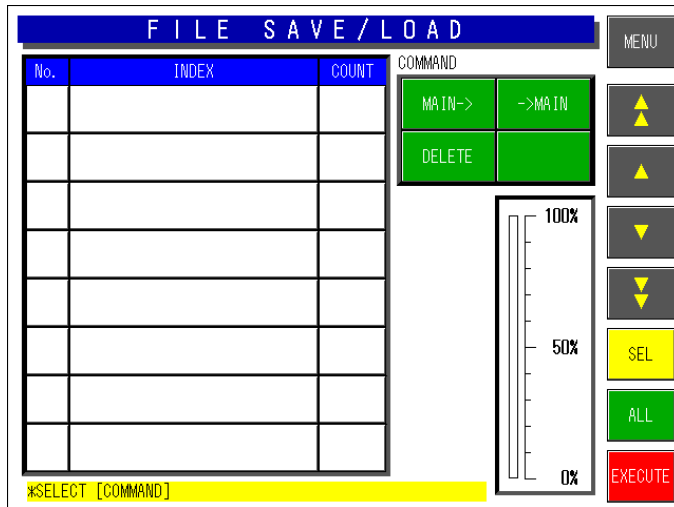 FILE SAVE/LOAD
MENU
No. INDEX COUNT
COMMAND
MAIN-> ->MAIN
DELETE
100%
50%
0%
SEL
ALL
EXECUTE
*SELECT [COMMAND]